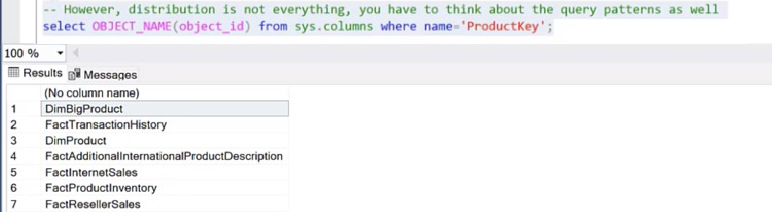 -- However, distribution is not everything, you have to think about the query patterns as well
select OBJECT_NAME(object_id) from sys.columns where name='ProductKey';
100 %
Results Messages
(No column name)
1 DimBigProduct
2 FactTransactionHistory
3 DimProduct
4 FactAdditionalInternationalProductDescription
5 FactInternetSales
6 FactProductInventory
7 FactResellerSales